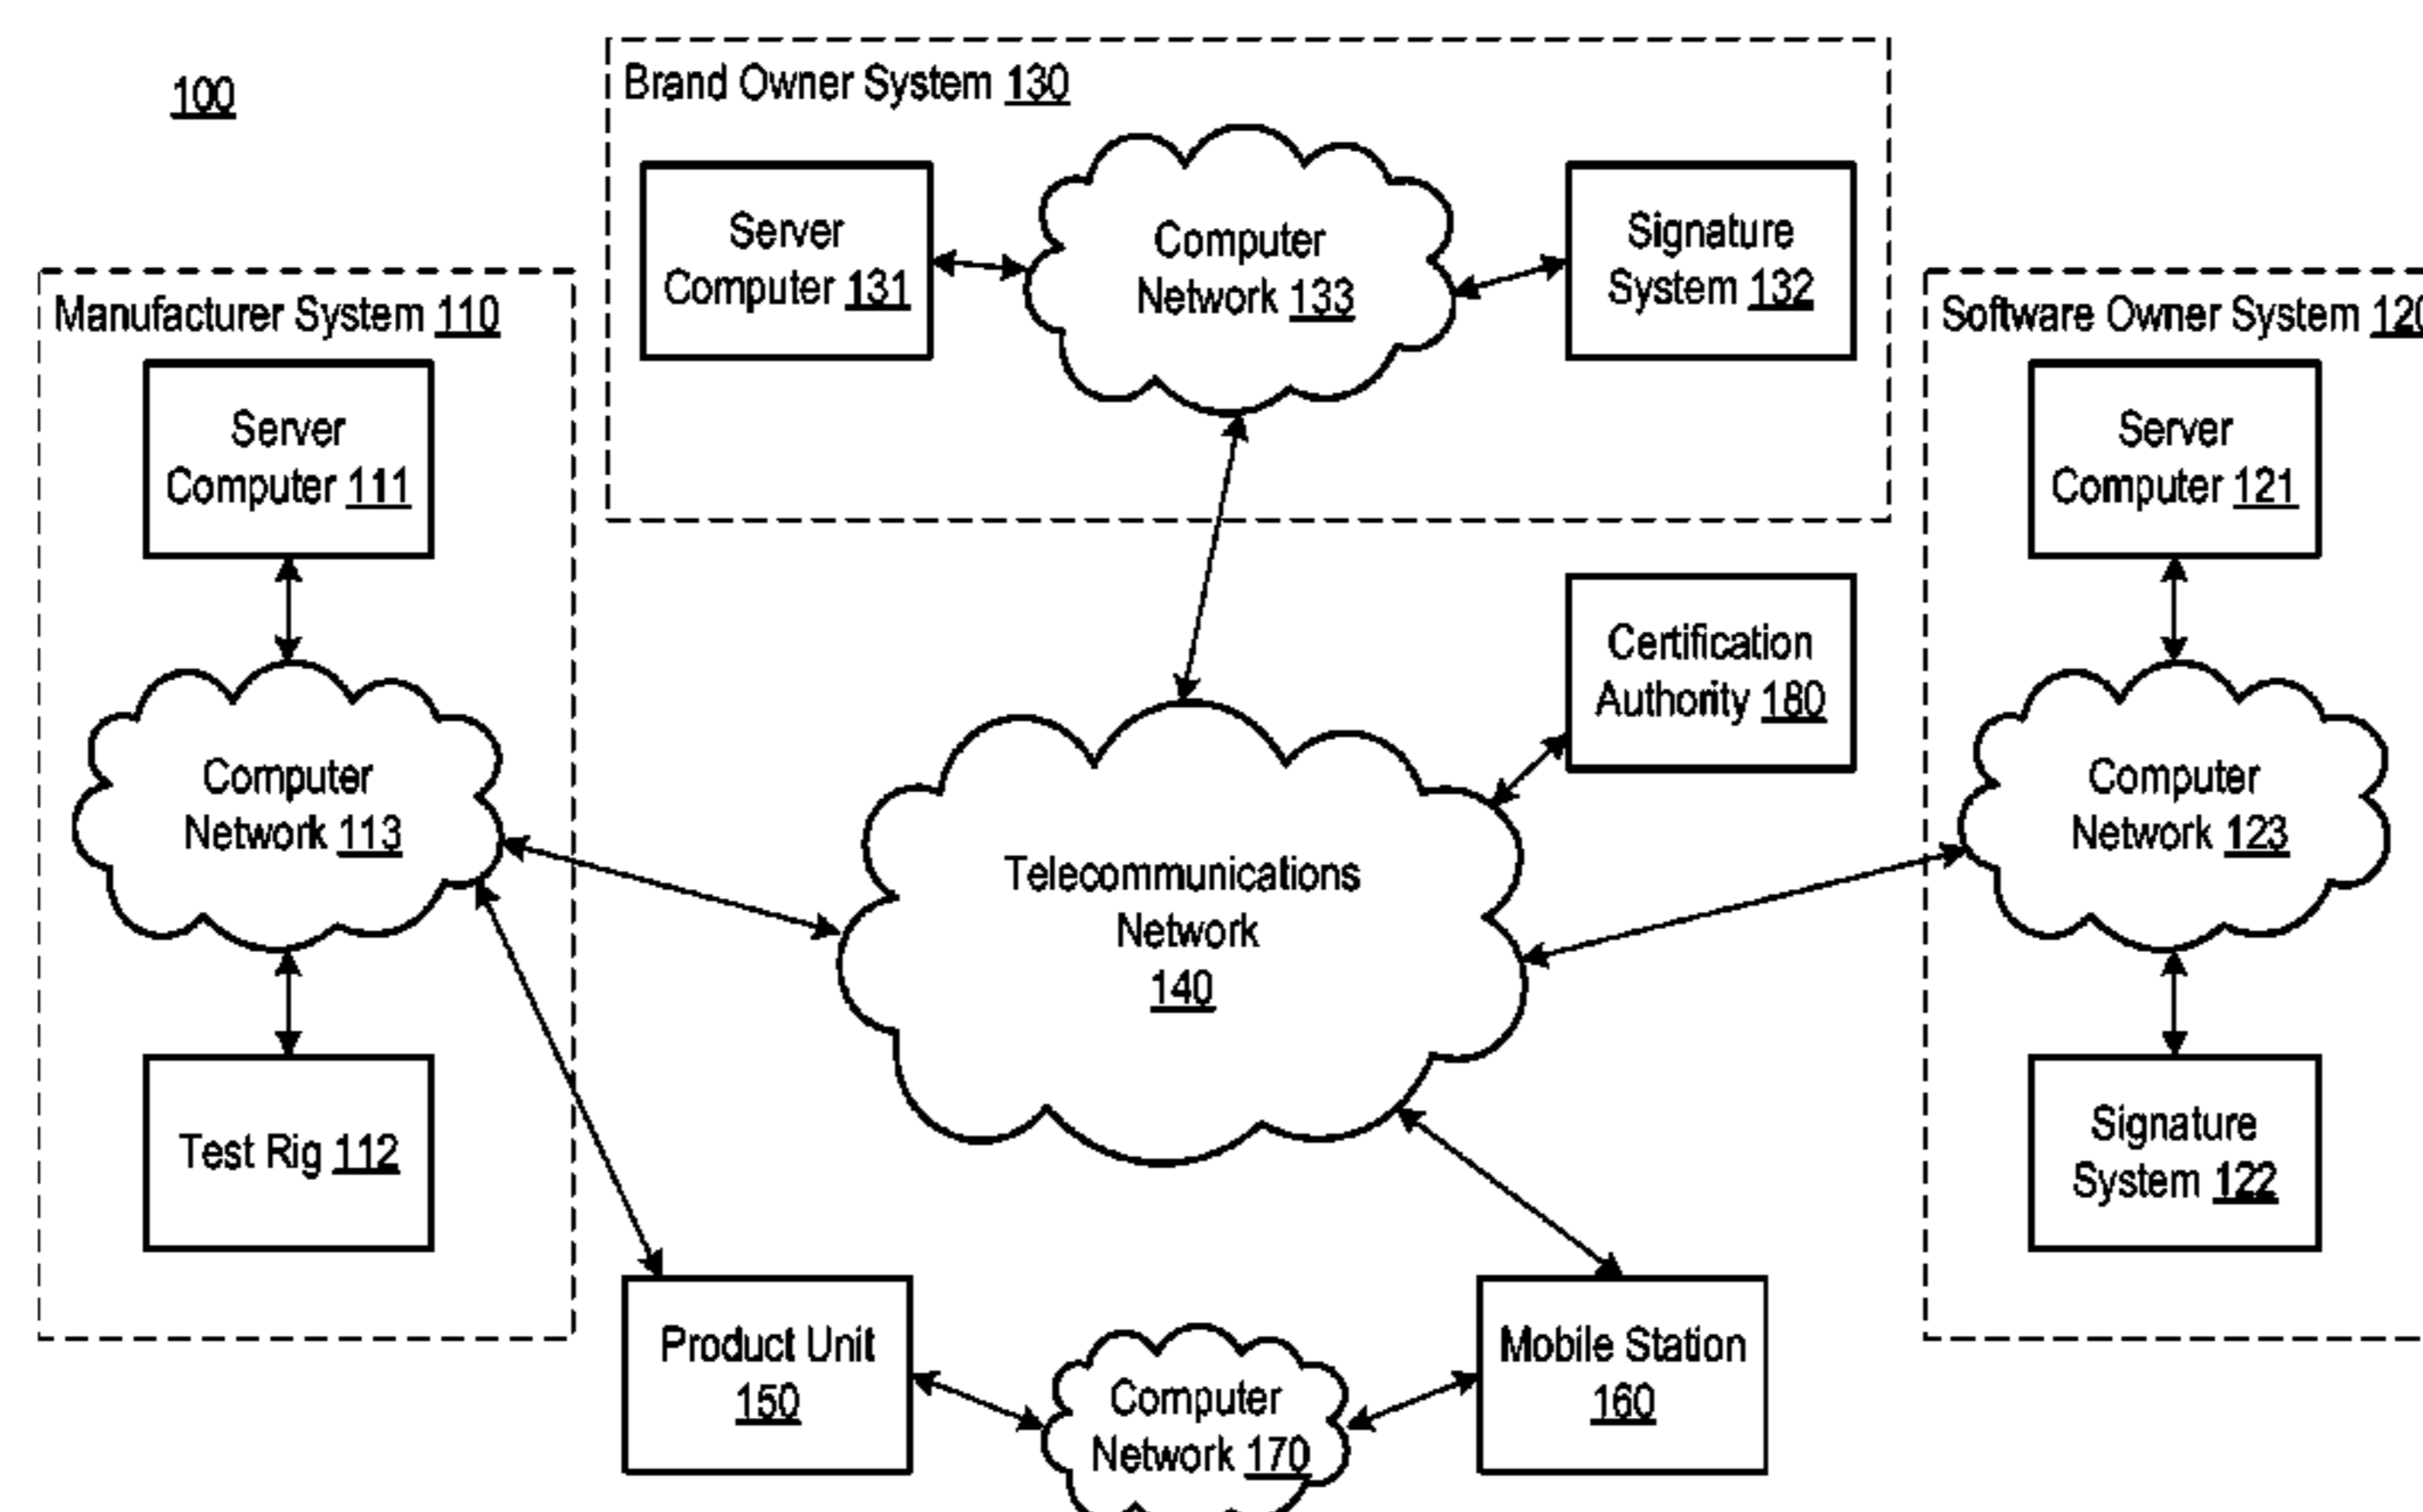 100
Brand Owner System 130
Server
Computer 131
Computer
Network 133
Signature
System 132
Manufacturer System 110
Server
Computer 111
Computer
Network 113
Test Rig 112
Software Owner System 120
Server
Computer 121
Computer
Network 123
Signature
System 122
Certification
Authority 180
Telecommunications
Network
140
Product Unit
150
Computer
Network 170
Mobile Station
160